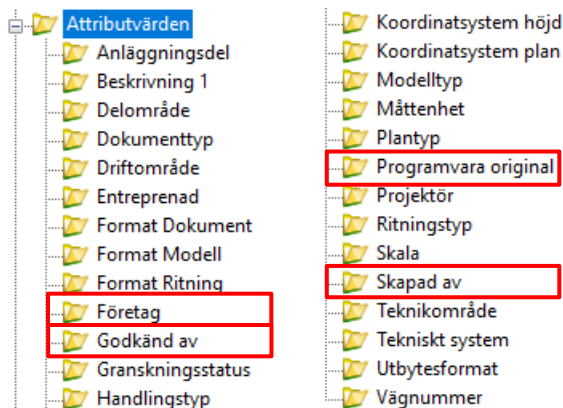 Attributvärden
Anläggningsdel
Beskrivning 1
Delområde
Dokumenttyp
Driftområde
Entreprenad
Format Dokument
Format Modell
Format Ritning
Företag
Godkänd av
Granskningsstatus
Handlingstyp
Koordinatsystem höjd
Koordinatsystem plan
Modelltyp
Måttenhet
Plantyp
Programvara original
Projektör
Ritningstyp
Skala
Skapad av
Teknikområde
Tekniskt system
Utbytesformat
Vägnummer